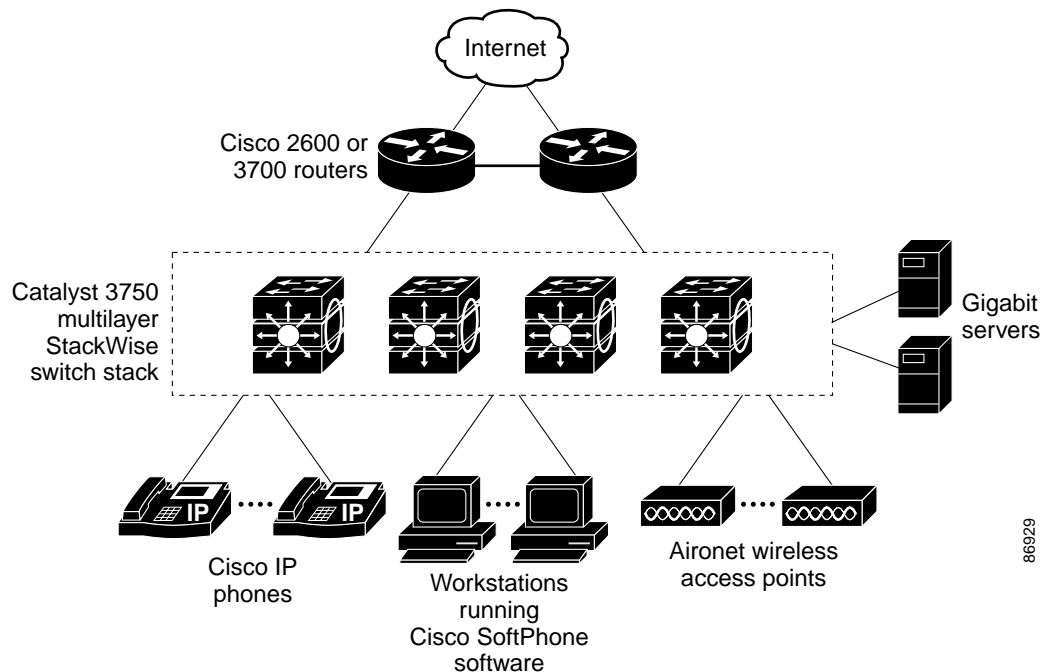 Internet
Cisco 2600 or
3700 routers
Catalyst 3750
multilayer
StackWise
switch stack
Gigabit
servers
IP
IP
Cisco IP
phones
Workstations
running
Cisco SoftPhone
software
Aironet wireless
access points
86929